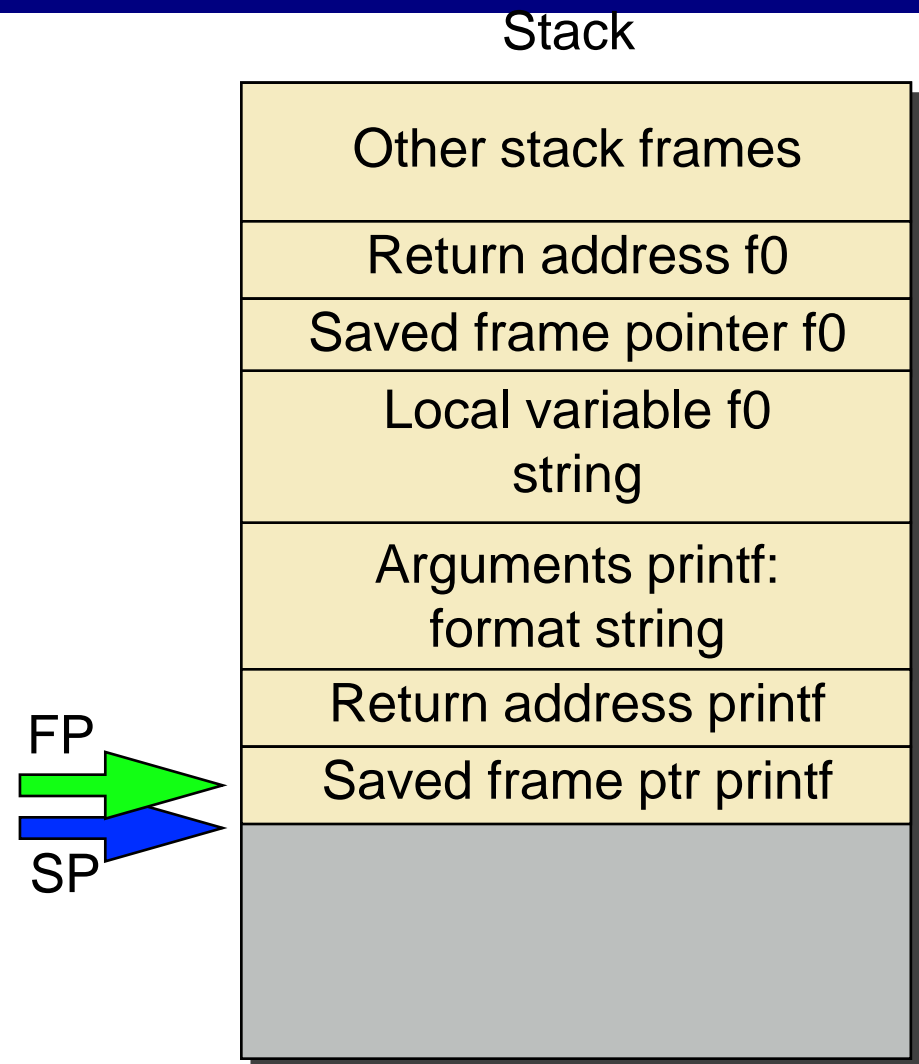 Stack
Other stack frames
Return address f0
Saved frame pointer f0
Local variable f0
string
Arguments printf:
format string
Return address printf
FP
Saved frame ptr printf
SP